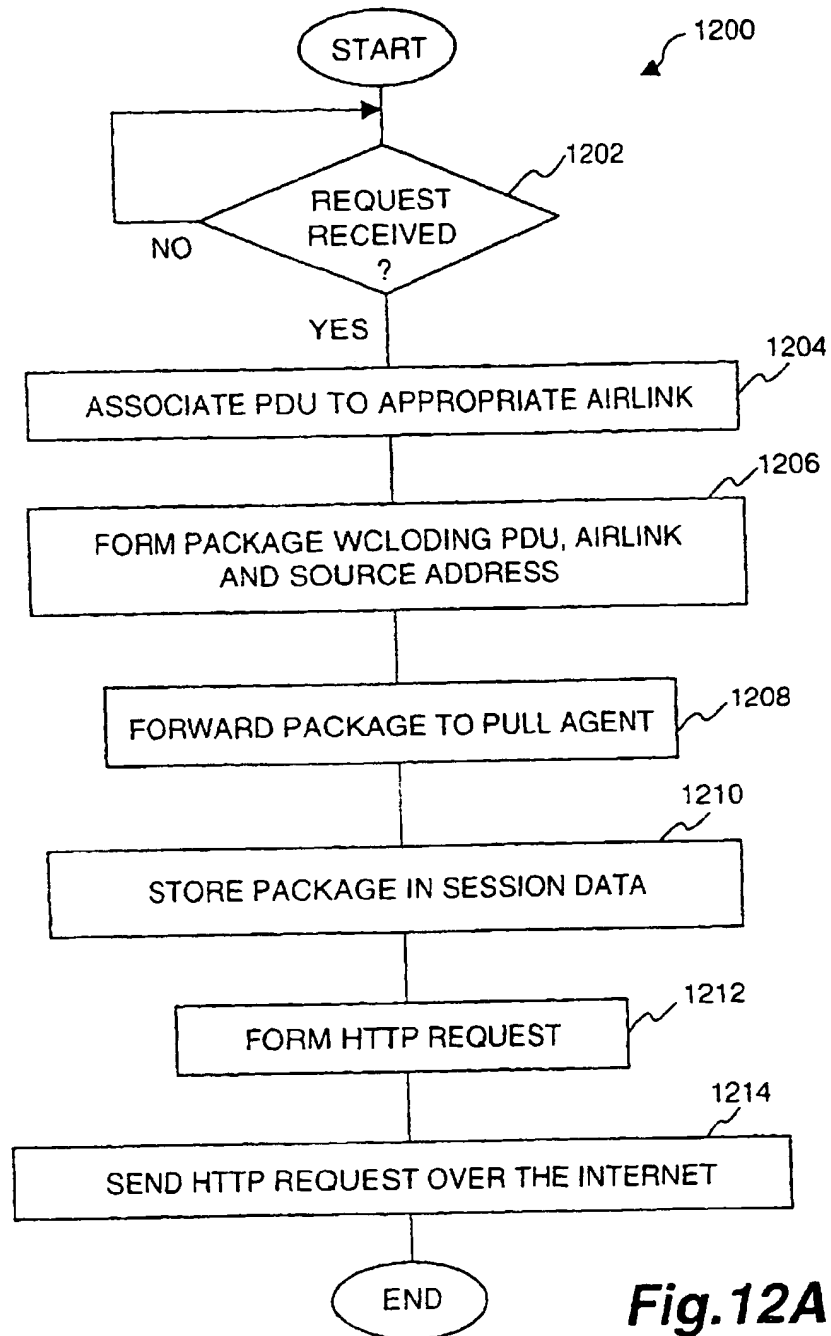 START
1200
1202
REQUEST
RECEIVED
?
NO
YES
1204
ASSOCIATE PDU TO APPROPRIATE AIRLINK
1206
FORM PACKAGE WCLODING PDU, AIRLINK
AND SOURCE ADDRESS
1208
FORWARD PACKAGE TO PULL AGENT
1210
STORE PACKAGE IN SESSION DATA
1212
FORM HTTP REQUEST
1214
SEND HTTP REQUEST OVER THE INTERNET
END
Fig.12A